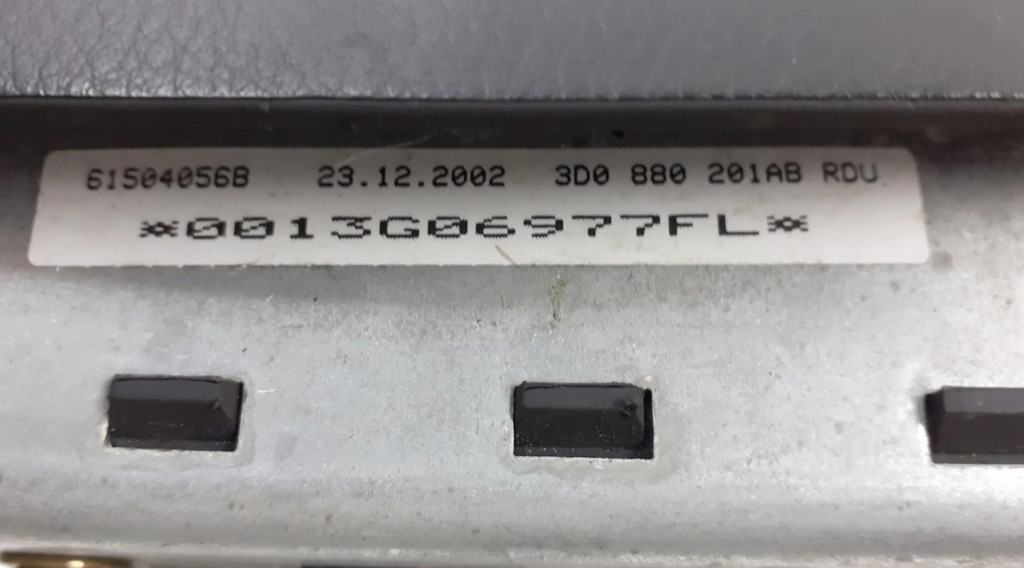 61504056B 23.12.2002 3D0 880 201AB RDU
*0013G06977FL*